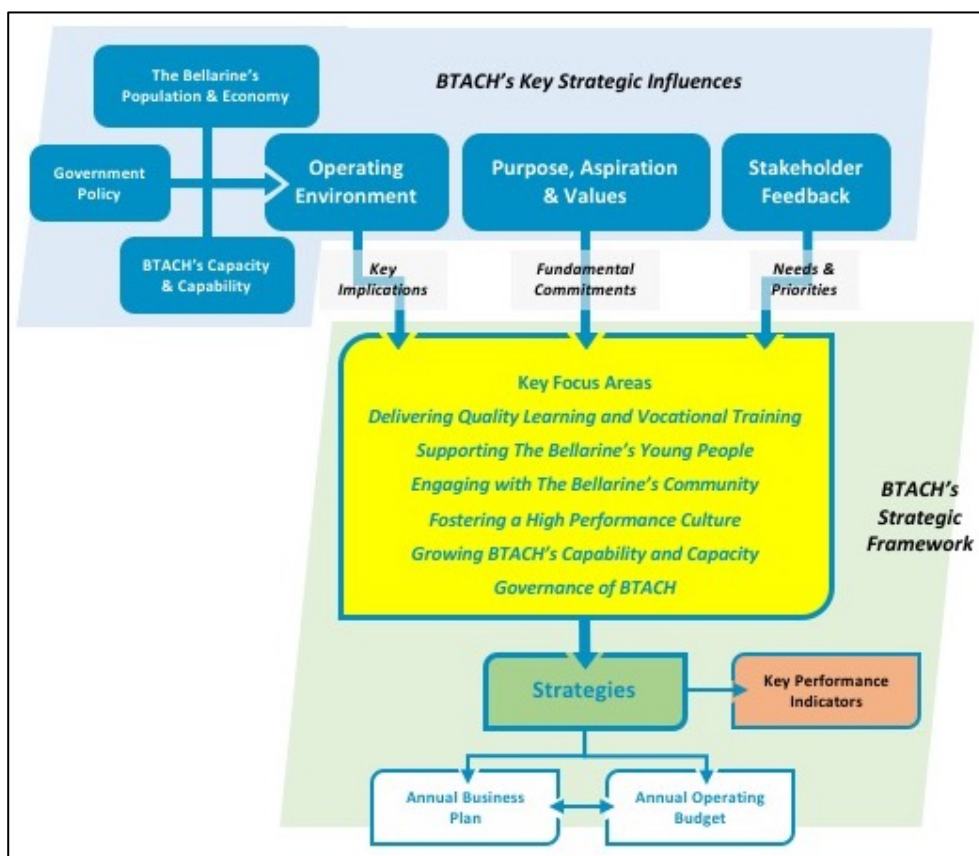 The Bellarine's
Population & Economy
BTACH's Key Strategic Influences
Government
Policy
Operating
Environment
Purpose, Aspiration
& Values
Stakeholder
Feedback
BTACH's Capacity
& Capability
Key
Implications
Fundamental
Commitments
Needs &
Priorities
Key Focus Areas
Delivering Quality Learning and Vocational Training
Supporting The Bellarine's Young People
Engaging with The Bellarine's Community
Fostering a High Performance Culture
Growing BTACH's Capability and Capacity
Governance of BTACH
BTACH's
Strategic
Framework
Strategies
Key Performance
Indicators
Annual Business
Plan
Annual Operating
Budget